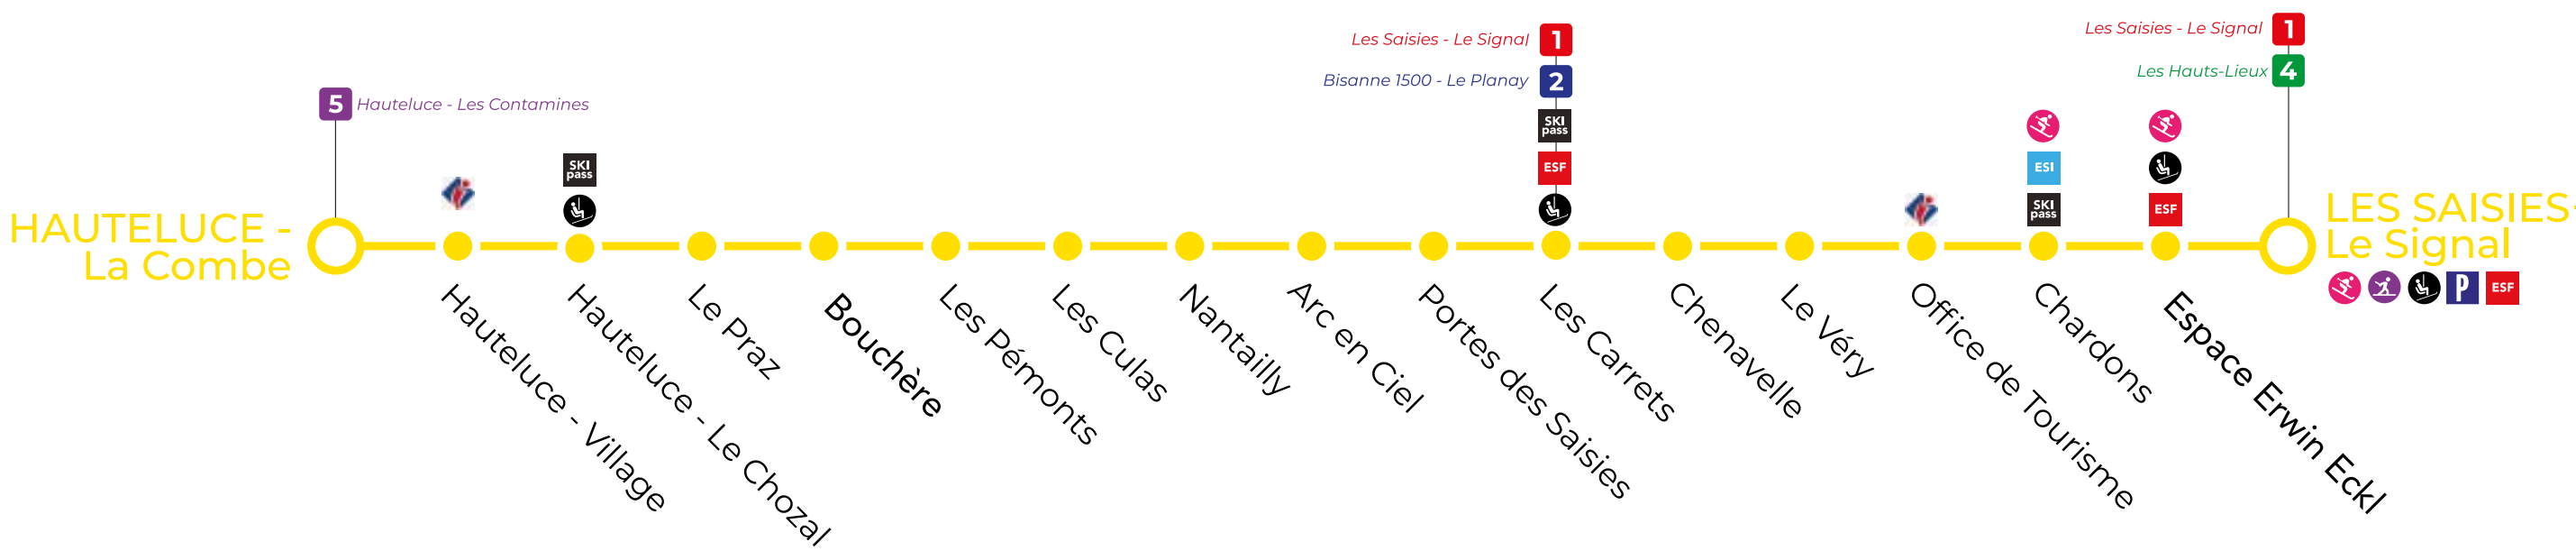 1
Les Saisies - Le Signal
1
Les Saisies - Le Signal
2
Bisanne 1500 - Le Planay
4
Les Hauts-Lieux
5 Hauteluce - Les Contamines
SKI
pass
SKI
pass
ESF
ESI
SKI
pass
ESF
HAUTELUCE -
La Combe
LES SAISIES-
Le Signal
P
ESF
Hauteluce - Village
Hauteluce - Le Chozal
Le Praz
Bouchère
Les Pémonts
Les Culas
Nantailly
Arc en Ciel
Portes des Saisies
Les Carrets
Chenavelle
Le Véry
Office de Tourisme
Chardons
Espace Erwin Eckl